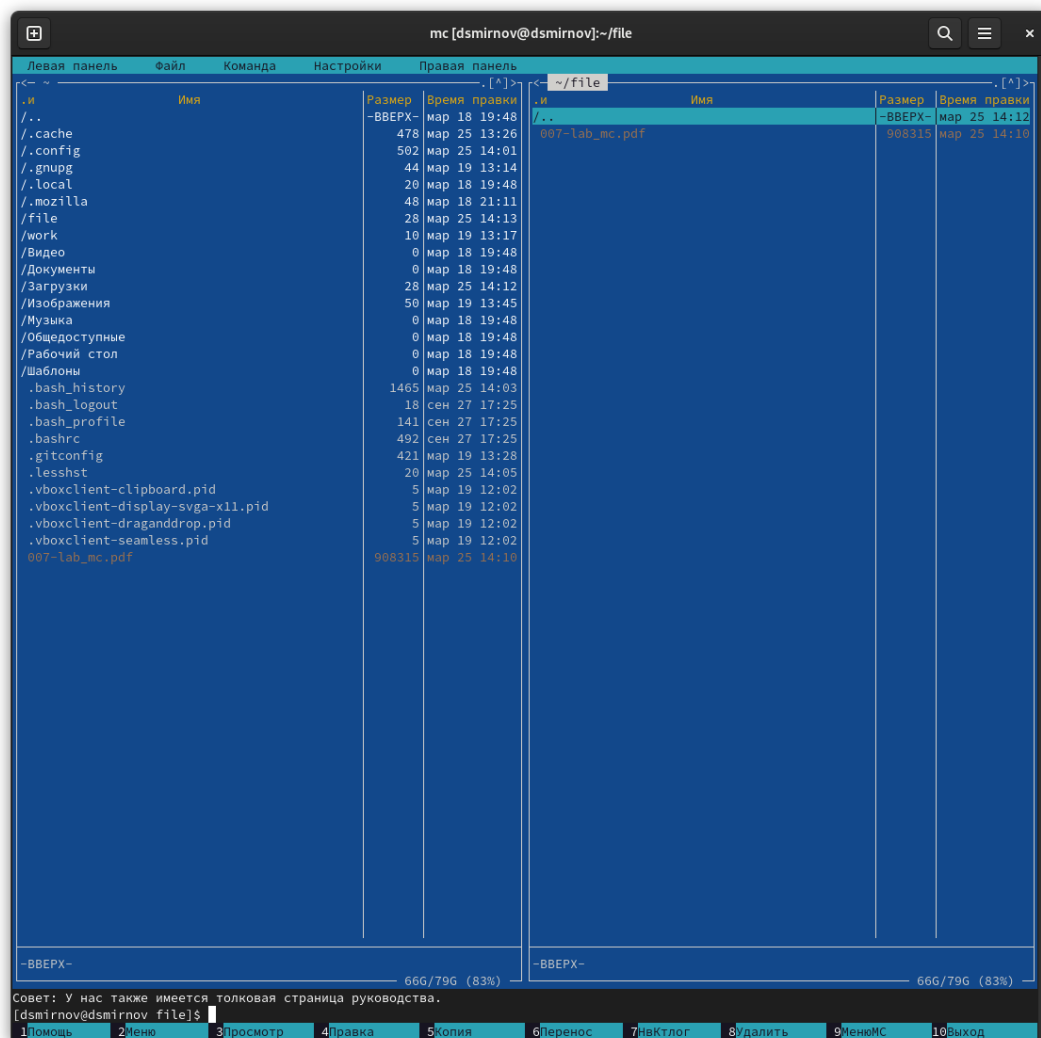 mc [dsmirnov@dsmirnov]:~/file
Левая панель Файл Команда Настройки Правая панель
<— ~ .[^]> <— ~/file .[^]>
.и Имя Размер Время правки .и Имя Размер Время правки
/.. -ВВЕРХ- мар 18 19:48 /.. -ВВЕРХ- мар 25 14:12
/.cache 478 мар 25 13:26 007-lab_mc.pdf 908315 мар 25 14:10
/.config 502 мар 25 14:01
/.gnupg 44 мар 19 13:14
/.local 20 мар 18 19:48
/.mozilla 48 мар 18 21:11
/file 28 мар 25 14:13
/work 10 мар 19 13:17
/Видео 0 мар 18 19:48
/Документы 0 мар 18 19:48
/Загрузки 28 мар 25 14:12
/Изображения 50 мар 19 13:45
/Музыка 0 мар 18 19:48
/Общедоступные 0 мар 18 19:48
/Рабочий стол 0 мар 18 19:48
/Шаблоны 0 мар 18 19:48
.bash_history 1465 мар 25 14:03
.bash_logout 18 сен 27 17:25
.bash_profile 141 сен 27 17:25
.bashrc 492 сен 27 17:25
.gitconfig 421 мар 19 13:28
.lesshst 20 мар 25 14:05
.vboxclient-clipboard.pid 5 мар 19 12:02
.vboxclient-display-svga-x11.pid 5 мар 19 12:02
.vboxclient-draganddrop.pid 5 мар 19 12:02
.vboxclient-seamless.pid 5 мар 19 12:02
007-lab_mc.pdf 908315 мар 25 14:10
-ВВЕРХ- -ВВЕРХ-
66G/79G (83%) 66G/79G (83%)
Совет: У нас также имеется толковая страница руководства.
[dsmirnov@dsmirnov file]$
1Помощь 2Меню 3Просмотр 4Правка 5Копия 6Перенос 7НвКтлог 8Удалить 9МенюМС 10Выход